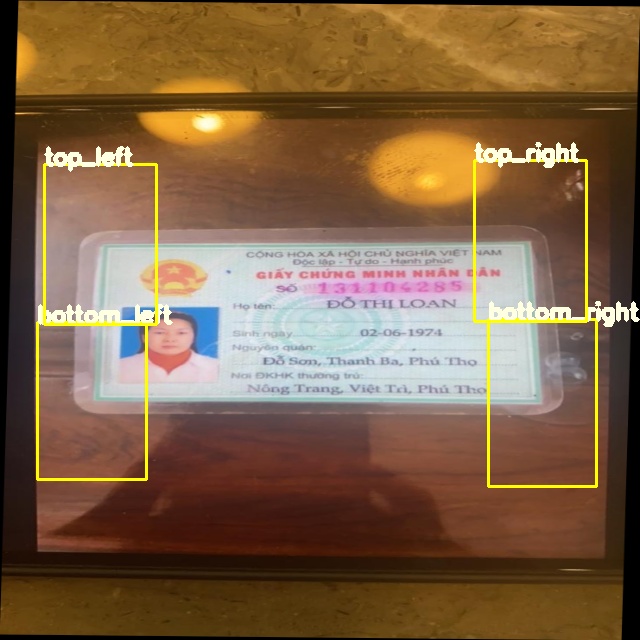 top_left
top_right
CỘNG HÒA XÃ HỘI CHỦ NGHĨA VIỆT NAM
Độc lập - Tự do - Hạnh phúc
GIẤY CHỨNG MINH NHÂN DÂN
SỐ 131104285
Họ tên: ĐỖ THỊ LOAN
bottom_left
bottom_right
Sinh ngày 02-06-1974
Nguyên quán:
Đỗ Sơn, Thanh Ba, Phú Thọ
Nơi ĐKHK thường trú:
Nông Trang, Việt Trì, Phú Thọ